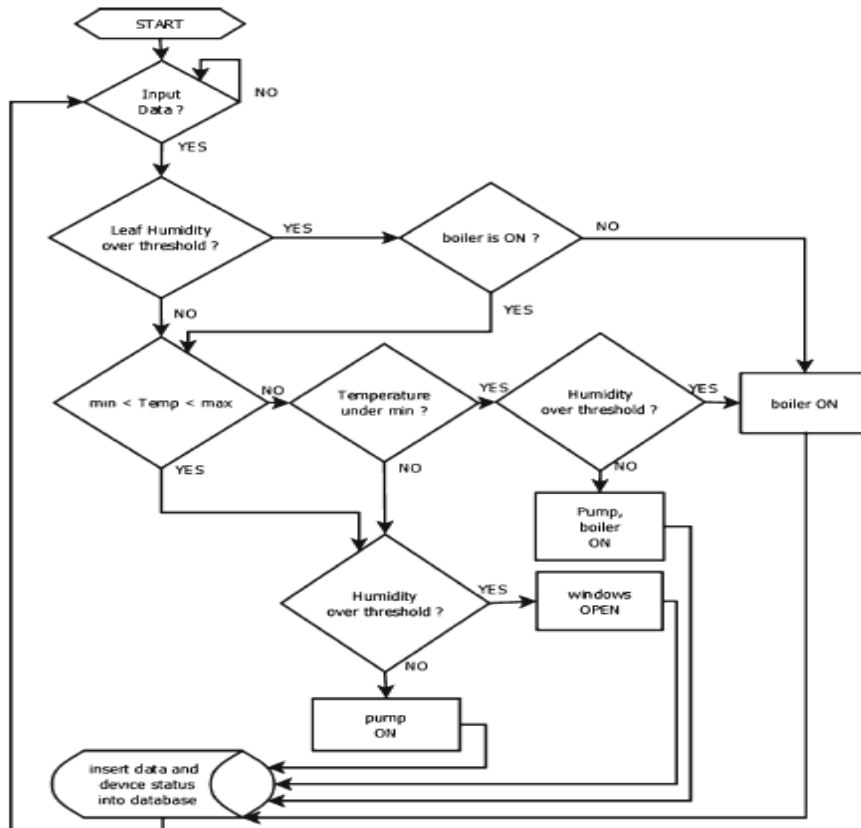 START
Input
Data ?
NO
YES
Leaf Humidity
over threshold ?
YES
boiler is ON ?
NO
NO
YES
min < Temp < max
NO
Temperature
under min ?
YES
Humidity
over threshold ?
YES
boiler ON
YES
NO
NO
Pump,
boiler
ON
Humidity
over threshold ?
YES
windows
OPEN
NO
pump
ON
insert data and
device status
into database